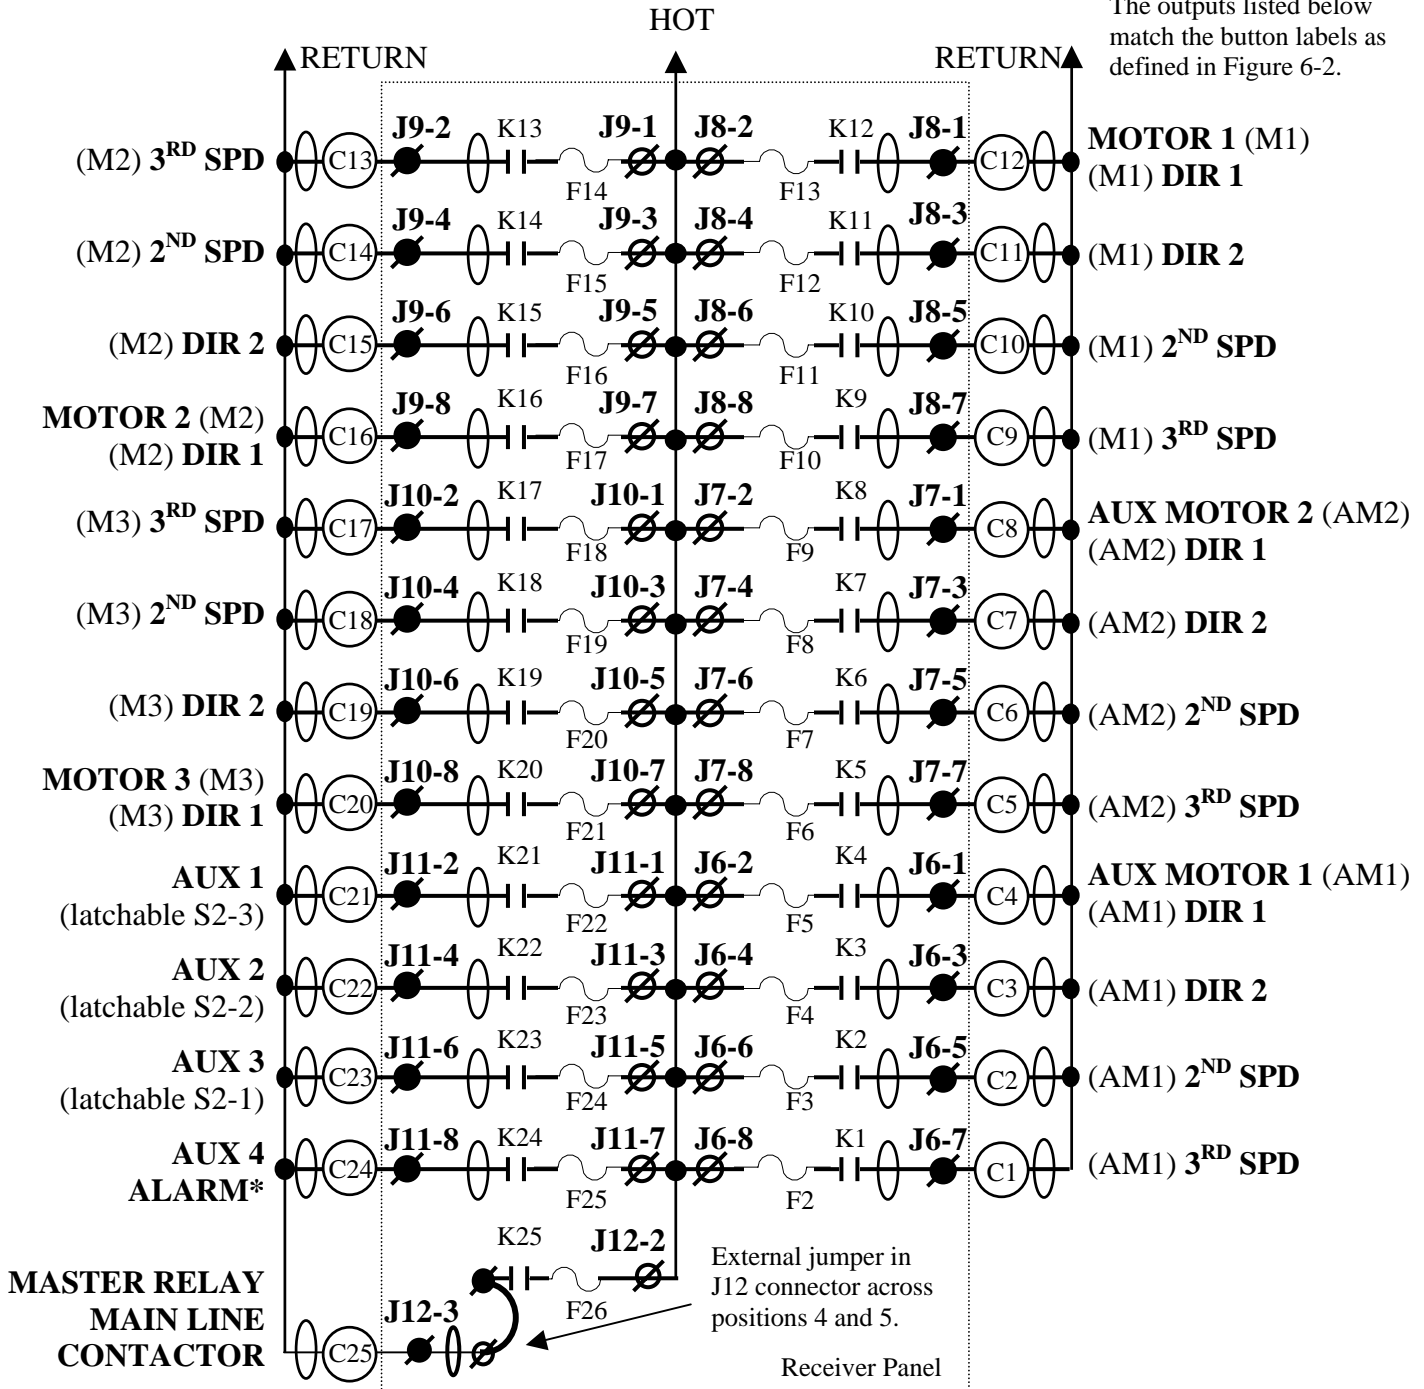 The outputs listed below
match the button labels as
defined in Figure 6-2.
HOT
RETURN
RETURN
J9-2 K13 J9-1 J8-2 K12 J8-1
(M2) 3RD SPD C13 F14 F13 C12 MOTOR 1 (M1)
(M1) DIR 1
J9-4 K14 J9-3 J8-4 K11 J8-3
(M2) 2ND SPD C14 F15 F12 C11 (M1) DIR 2
J9-6 K15 J9-5 J8-6 K10 J8-5
(M2) DIR 2 C15 F16 F11 C10 (M1) 2ND SPD
J9-8 K16 J9-7 J8-8 K9 J8-7
MOTOR 2 (M2)
(M2) DIR 1 C16 F17 F10 C9 (M1) 3RD SPD
J10-2 K17 J10-1 J7-2 K8 J7-1
(M3) 3RD SPD C17 F18 F9 C8 AUX MOTOR 2 (AM2)
(AM2) DIR 1
J10-4 K18 J10-3 J7-4 K7 J7-3
(M3) 2ND SPD C18 F19 F8 C7 (AM2) DIR 2
J10-6 K19 J10-5 J7-6 K6 J7-5
(M3) DIR 2 C19 F20 F7 C6 (AM2) 2ND SPD
J10-8 K20 J10-7 J7-8 K5 J7-7
MOTOR 3 (M3)
(M3) DIR 1 C20 F21 F6 C5 (AM2) 3RD SPD
J11-2 K21 J11-1 J6-2 K4 J6-1
AUX 1
(latchable S2-3) C21 F22 F5 C4 AUX MOTOR 1 (AM1)
(AM1) DIR 1
J11-4 K22 J11-3 J6-4 K3 J6-3
AUX 2
(latchable S2-2) C22 F23 F4 C3 (AM1) DIR 2
J11-6 K23 J11-5 J6-6 K2 J6-5
AUX 3
(latchable S2-1) C23 F24 F3 C2 (AM1) 2ND SPD
J11-8 K24 J11-7 J6-8 K1 J6-7
AUX 4
ALARM* C24 F25 F2 C1 (AM1) 3RD SPD
K25 J12-2
F26
MASTER RELAY
MAIN LINE
CONTACTOR
J12-3
C25
External jumper in
J12 connector across
positions 4 and 5.
Receiver Panel